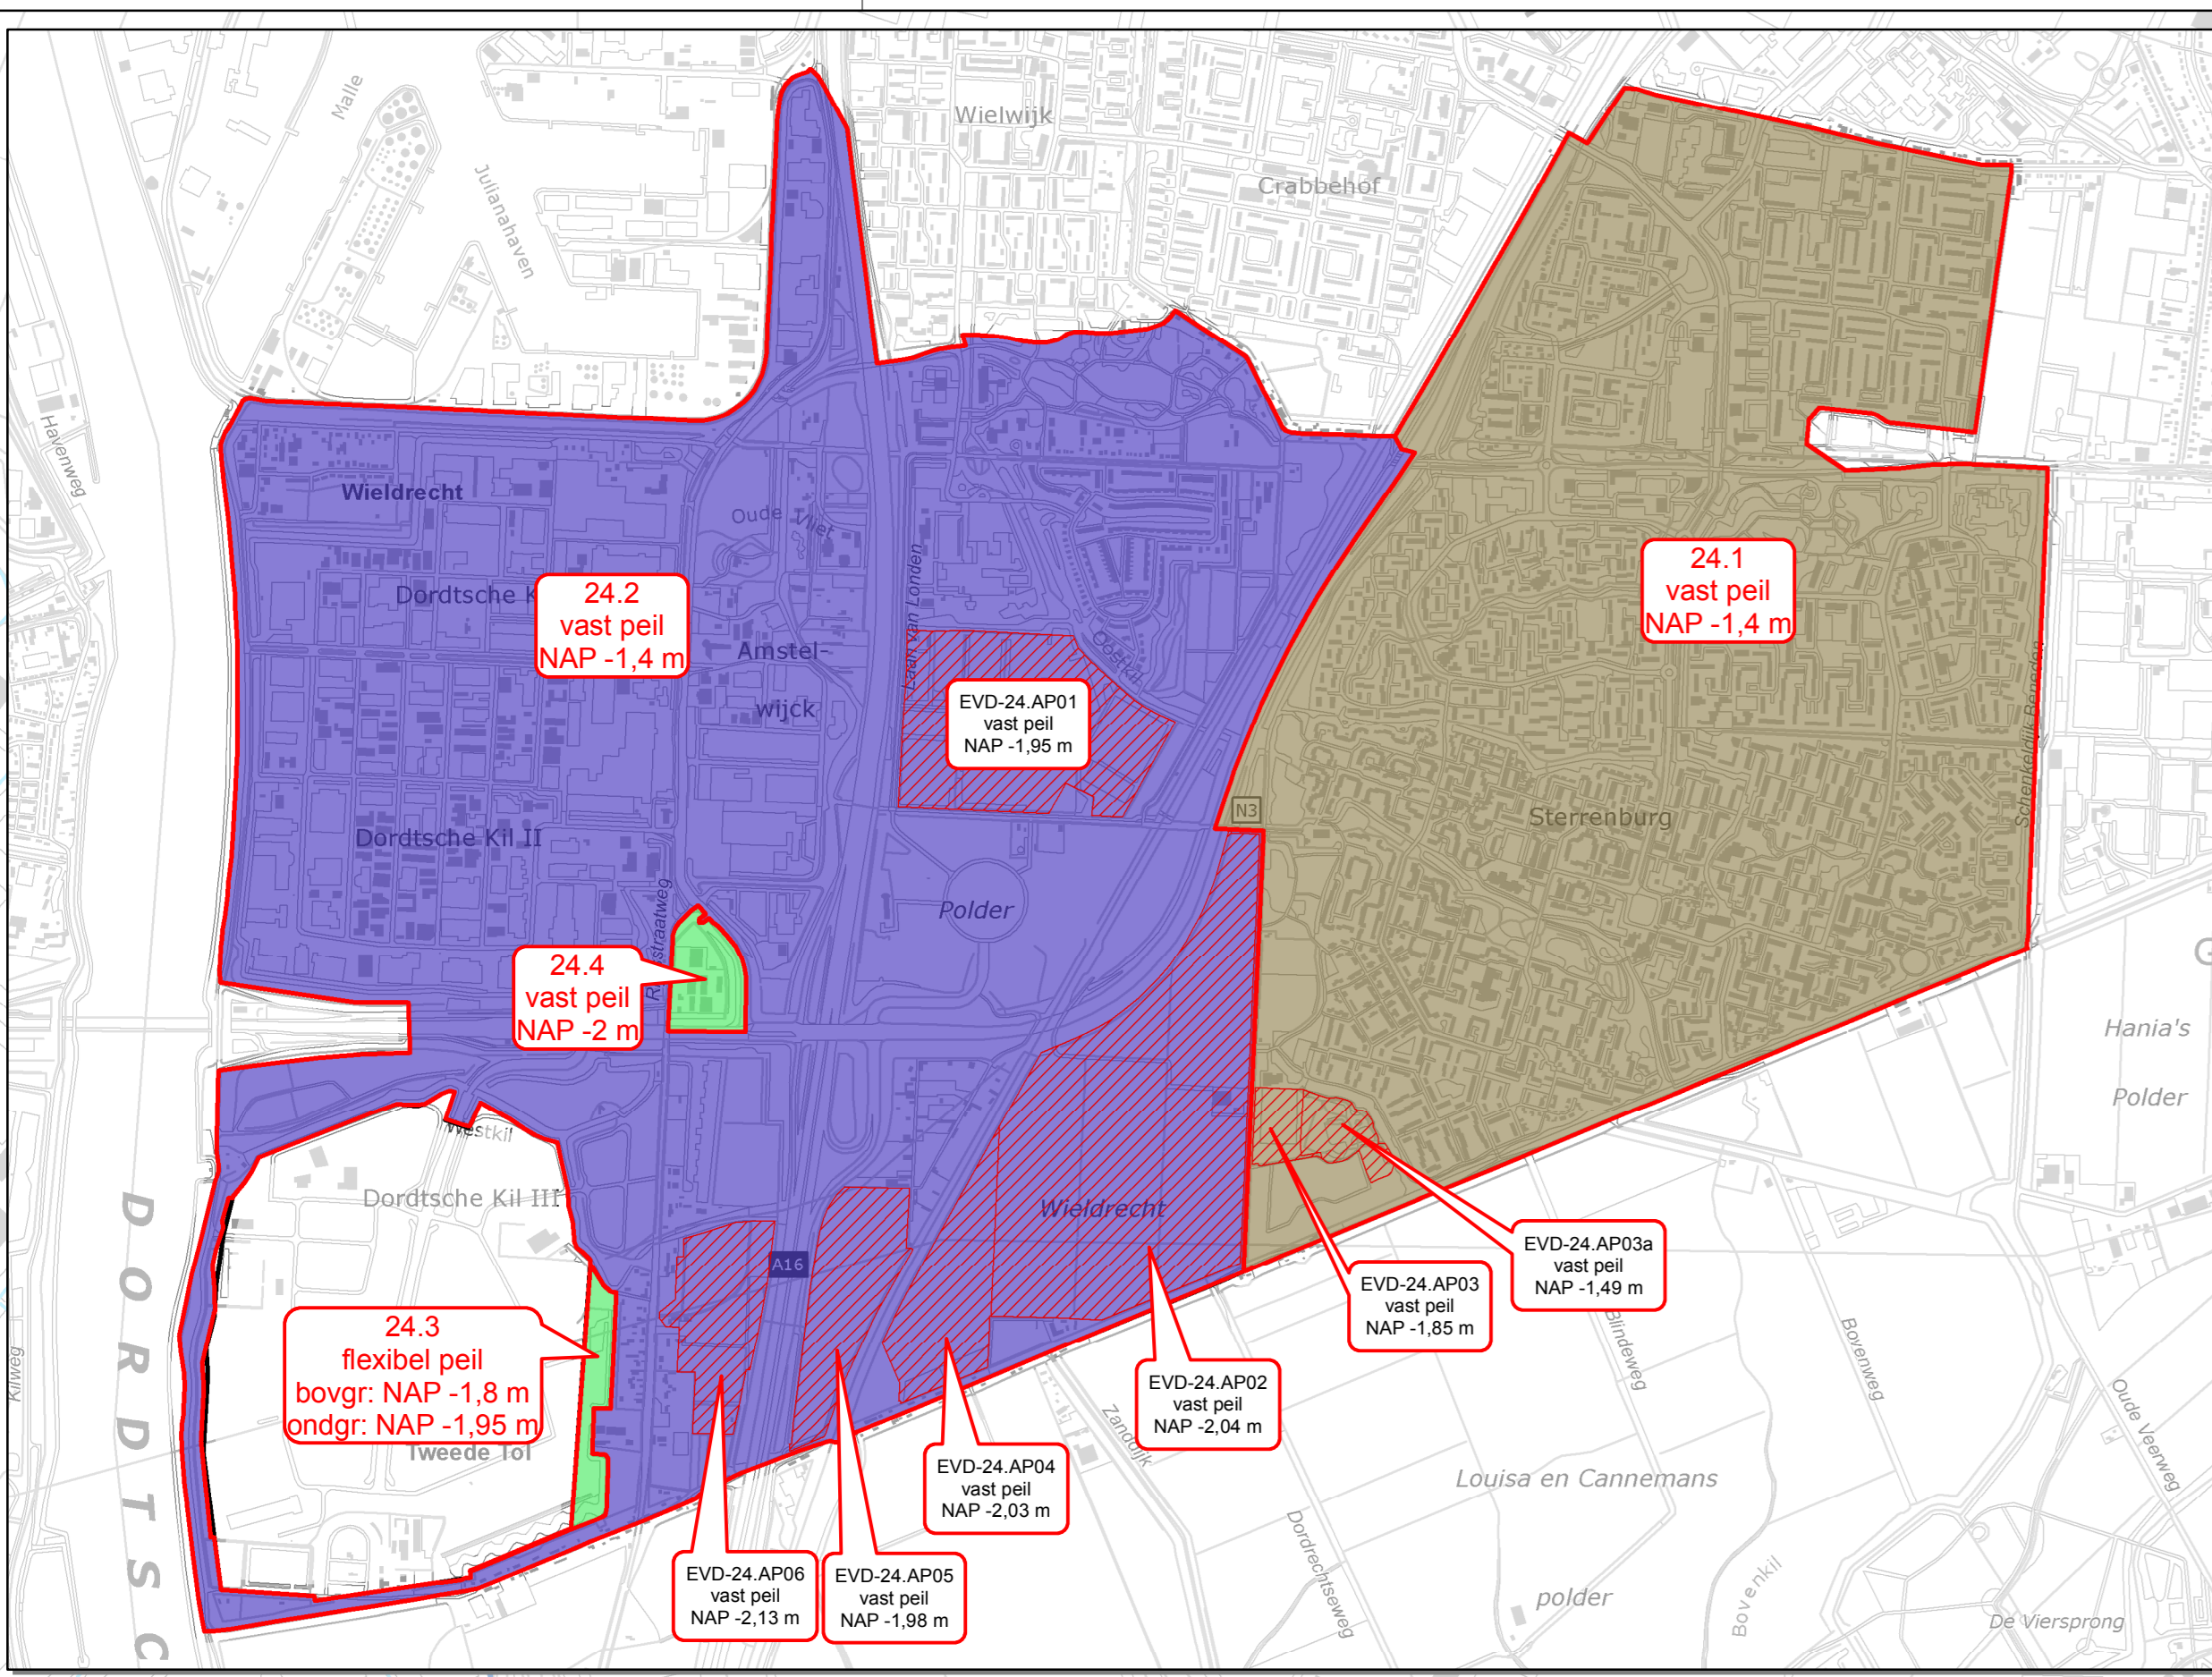 Malle
Julianahaven
Wielwijk
Crabbehof
Havenweg
Wieldrecht
Oude Vliet
Dordtsche K
24.2
vast peil
NAP -1,4 m
Amstel-
wijck
Laan van Londen
Oostkil
EVD-24.AP01
vast peil
NAP -1,95 m
24.1
vast peil
NAP -1,4 m
Schenkeldijk Beneden
N3
Sterrenburg
Dordtsche Kil II
Polder
24.4
vast peil
NAP -2 m
R
sstraatweg
G
Hania's
Polder
Westkil
Dordtsche Kil III
DORDTSC
Wieldrecht
A16
24.3
flexibel peil
bovgr: NAP -1,8 m
ondgr: NAP -1,95 m
Tweede Tol
Kilweg
EVD-24.AP03a
vast peil
NAP -1,49 m
EVD-24.AP03
vast peil
NAP -1,85 m
EVD-24.AP02
vast peil
NAP -2,04 m
EVD-24.AP04
vast peil
NAP -2,03 m
EVD-24.AP05
vast peil
NAP -1,98 m
EVD-24.AP06
vast peil
NAP -2,13 m
Zanddijk
Blindeweg
Bovenweg
Oude Veerweg
Louisa en Cannemans
polder
Dordrechtseweg
Bovenkil
De Viersprong